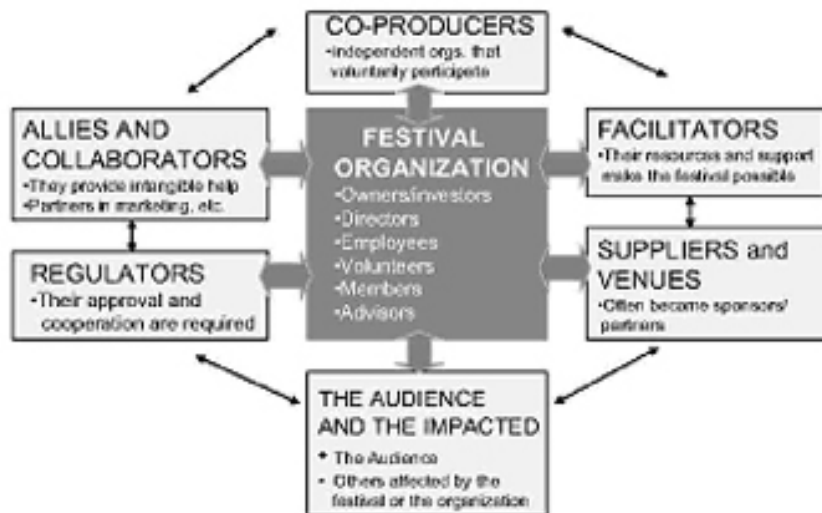 CO-PRODUCERS
•Independent orgs. that
voluntarily participate
ALLIES AND
COLLABORATORS
•They provide intangible help
•Partners in marketing, etc.
FESTIVAL
ORGANIZATION
•Owners/investors
•Directors
•Employees
•Volunteers
•Members
•Advisors
FACILITATORS
•Their resources and support
make the festival possible
REGULATORS
•Their approval and
cooperation are required
SUPPLIERS and
VENUES
•Often become sponsors/
partners
THE AUDIENCE
AND THE IMPACTED
• The Audience
• Others affected by the
festival or the organization